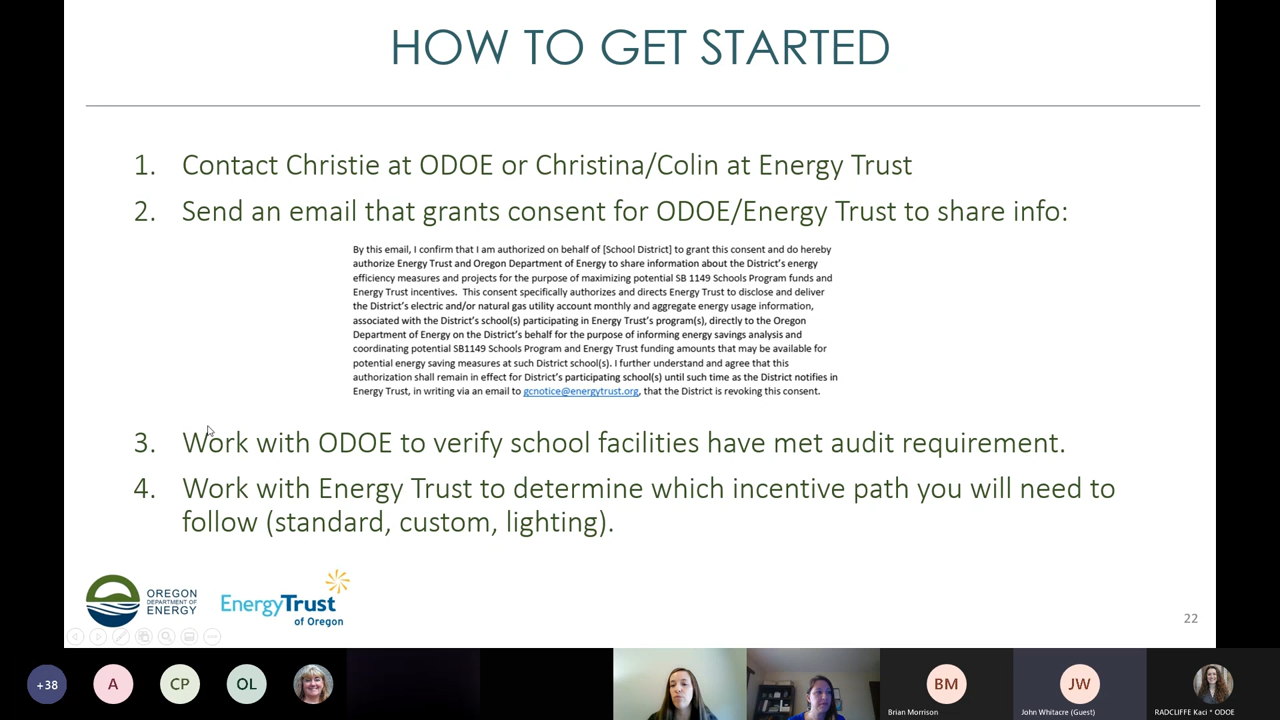 HOW TO GET STARTED
1. Contact Christie at ODOE or Christina/Colin at Energy Trust
2. Send an email that grants consent for ODOE/Energy Trust to share info:
By this email, I confirm that I am authorized on behalf of [School District] to grant this consent and do hereby
authorize Energy Trust and Oregon Department of Energy to share information about the District's energy
efficiency measures and projects for the purpose of maximizing potential SB 1149 Schools Program funds and
Energy Trust incentives. This consent specifically authorizes and directs Energy Trust to disclose and deliver
the District's electric and/or natural gas utility account monthly and aggregate energy usage information,
associated with the District's school(s) participating in Energy Trust's program(s), directly to the Oregon
Department of Energy on the District's behalf for the purpose of informing energy savings analysis and
coordinating potential SB1149 Schools Program and Energy Trust funding amounts that may be available for
potential energy saving measures at such District school(s). I further understand and agree that this
authorization shall remain in effect for District's participating school(s) until such time as the District notifies in
Energy Trust, in writing via an email to gcnotice@energytrust.org, that the District is revoking this consent.
3. Work with ODOE to verify school facilities have met audit requirement.
4. Work with Energy Trust to determine which incentive path you will need to
follow (standard, custom, lighting).
OREGON
DEPARTMENT OF
ENERGY
EnergyTrust
of Oregon
22
+38
A
CP
OL
BM
JW
Brian Morrison
John Whitacre (Guest)
RADCLIFFE Kaci * ODOE